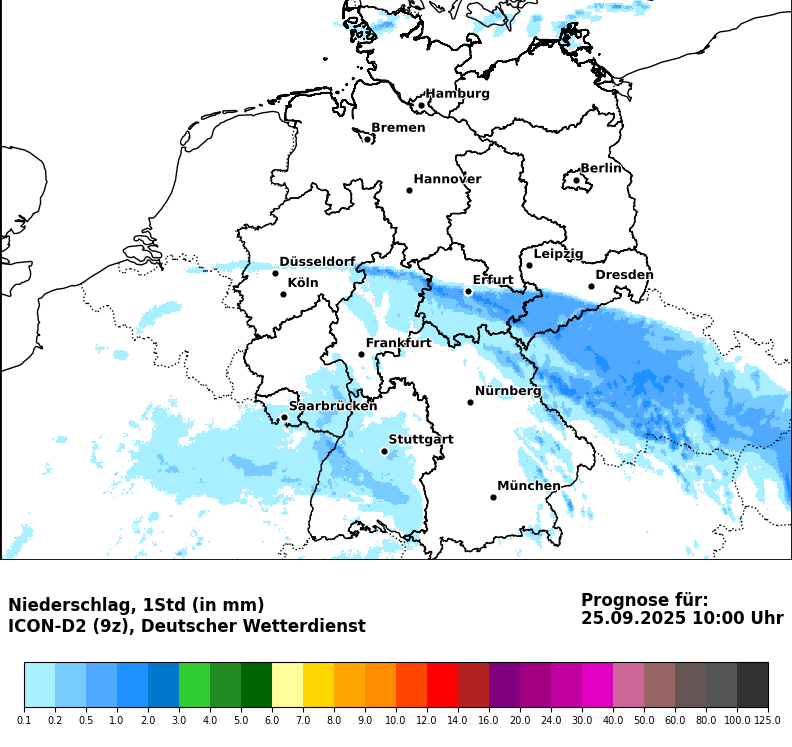 Hamburg
Bremen
Berlin
Hannover
Leipzig
Düsseldorf
Dresden
Köln
Erfurt
Frankfurt
Nürnberg
Saarbrücken
Stuttgart
München
Niederschlag, 1Std (in mm)
ICON-D2 (9z), Deutscher Wetterdienst
Prognose für:
25.09.2025 10:00 Uhr
0.1 0.2 0.5 1.0 2.0 3.0 4.0 5.0 6.0 7.0 8.0 9.0 10.0 12.0 14.0 16.0 20.0 24.0 30.0 40.0 50.0 60.0 80.0 100.0 125.0